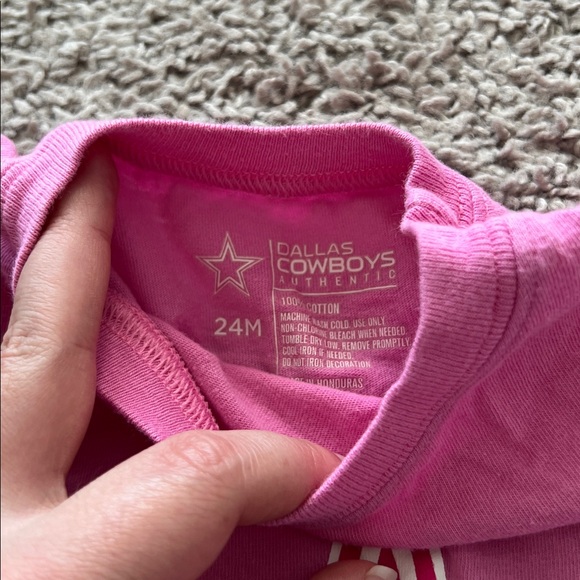 DALLAS
COWBOYS
AUTHENTIC
24M
100% COTTON
MACHINE WASH COLD. USE ONLY
NON-CHLORINE BLEACH WHEN NEEDED.
TUMBLE DRY LOW. REMOVE PROMPTLY.
COOL IRON IF NEEDED.
DO NOT IRON DECORATION.
IN HONDURAS